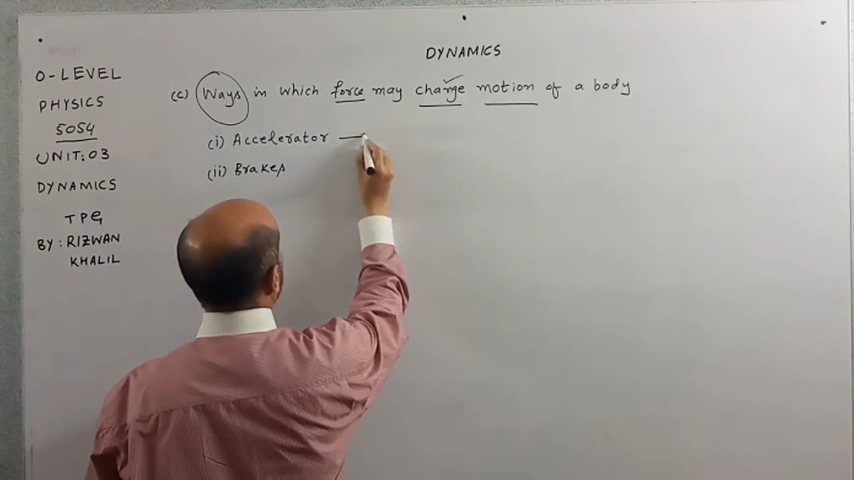 DYNAMICS
O-LEVEL
PHYSICS
5054
UNIT:03
DYNAMICS
TPG
BY: RIZWAN
KHALIL
(c) Ways in which force may change motion of a body
(i) Accelerator —
(ii) Brakes